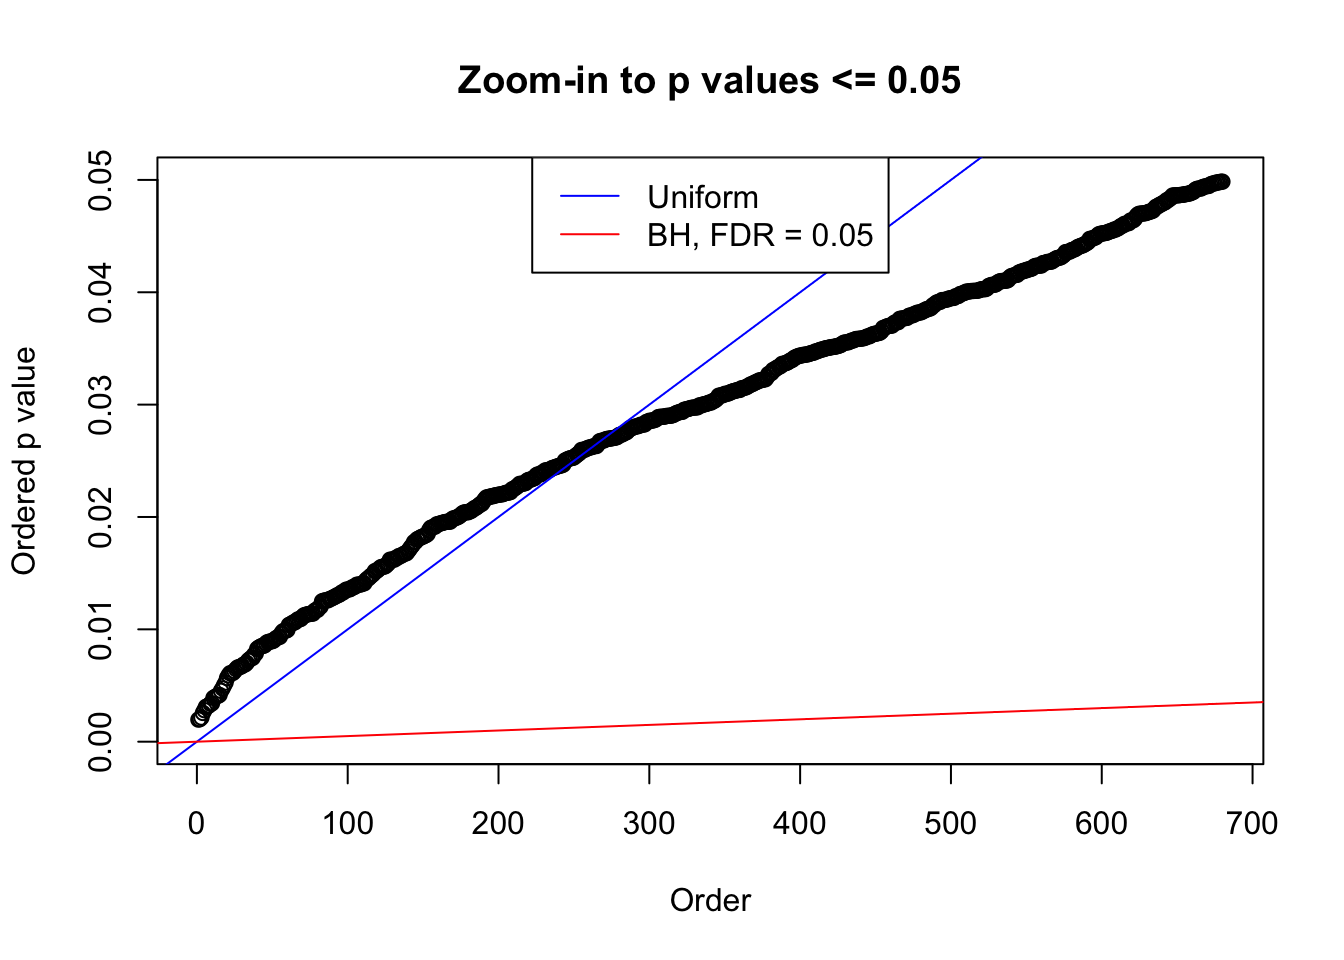 Zoom-in to p values <= 0.05
Uniform
BH, FDR = 0.05
Ordered p value
0.05
0.04
0.03
0.02
0.01
0.00
0 100 200 300 400 500 600 700
Order